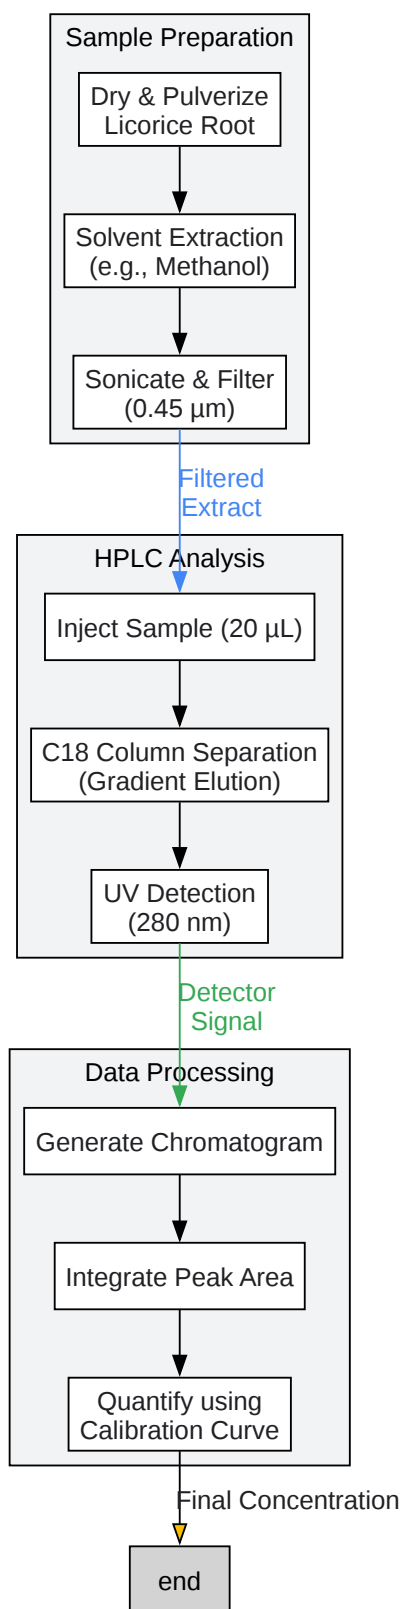 Sample Preparation
Dry & Pulverize
Licorice Root
Solvent Extraction
(e.g., Methanol)
Sonicate & Filter
(0.45 µm)
Filtered
Extract
HPLC Analysis
Inject Sample (20 µL)
C18 Column Separation
(Gradient Elution)
UV Detection
(280 nm)
Detector
Signal
Data Processing
Generate Chromatogram
Integrate Peak Area
Quantify using
Calibration Curve
Final Concentration
end